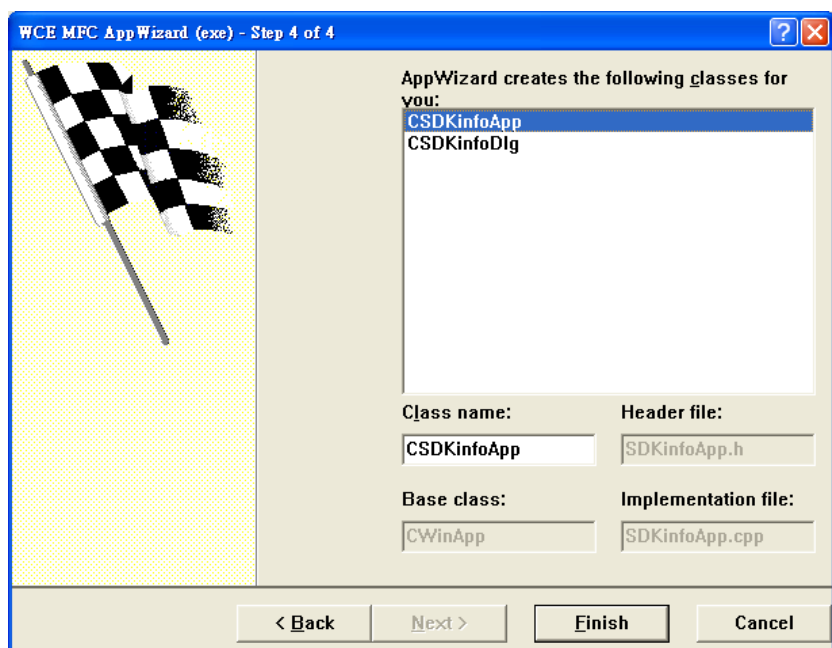 WCE MFC AppWizard (exe) - Step 4 of 4
AppWizard creates the following classes for
you:
CSDKinfoApp
CSDKinfoDlg
Class name:
Header file:
CSDKinfoApp
SDKinfoApp.h
Base class:
Implementation file:
CWinApp
SDKinfoApp.cpp
< Back
Next >
Finish
Cancel